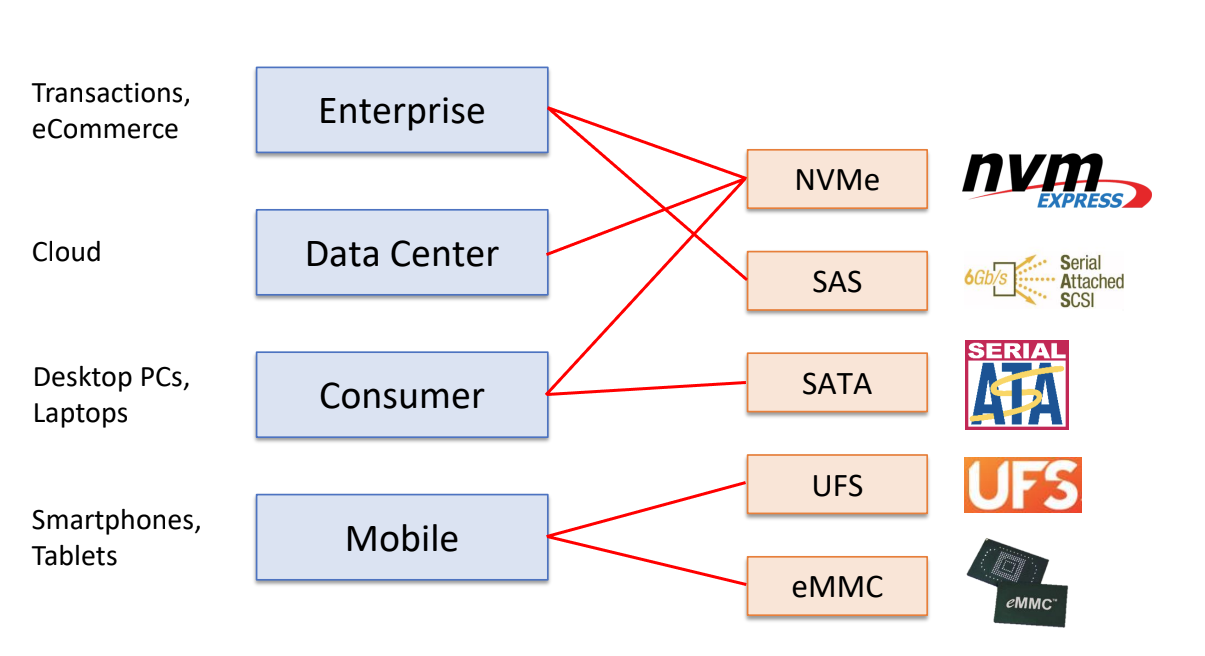 Transactions,
eCommerce
Enterprise
NVMe
nvm
EXPRESS
Cloud
Data Center
SAS
6Gb/s
Serial
Attached
SCSI
Desktop PCs,
Laptops
Consumer
SATA
SERIAL
ATA
UFS
UFS
Smartphones,
Tablets
Mobile
eMMC
eMMC™